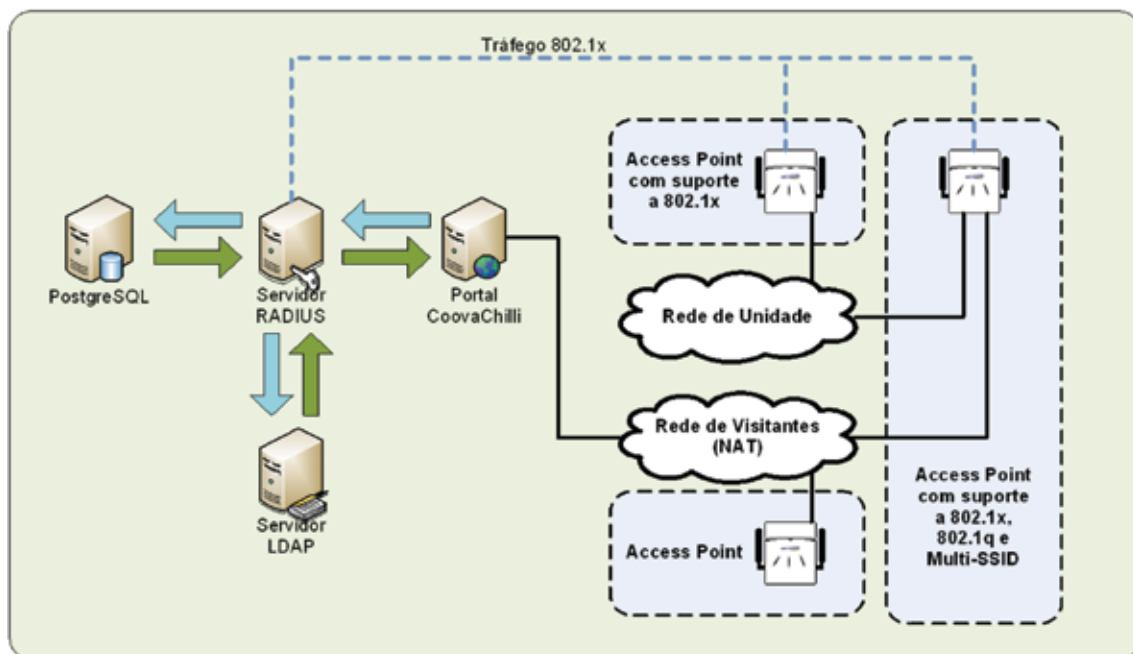 Tráfego 802.1x
Access Point
com suporte
a 802.1x
PostgreSQL
Servidor
RADIUS
Portal
CoovaChilli
Rede de Unidade
Rede de Visitantes
(NAT)
Servidor
LDAP
Access Point
Access Point
com suporte
a 802.1x,
802.1q e
Multi-SSID